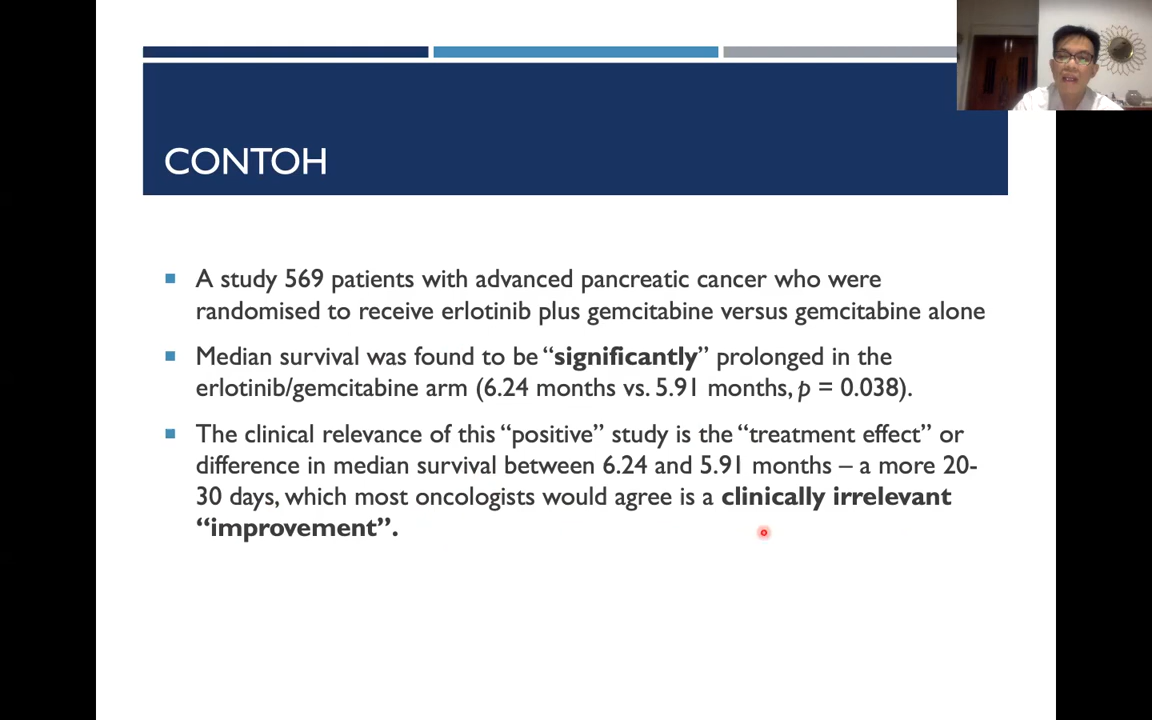 CONTOH
A study 569 patients with advanced pancreatic cancer who were
randomised to receive erlotinib plus gemcitabine versus gemcitabine alone
Median survival was found to be “significantly” prolonged in the
erlotinib/gemcitabine arm (6.24 months vs. 5.91 months, p = 0.038).
The clinical relevance of this “positive” study is the “treatment effect” or
difference in median survival between 6.24 and 5.91 months – a more 20-
30 days, which most oncologists would agree is a clinically irrelevant
“improvement”.